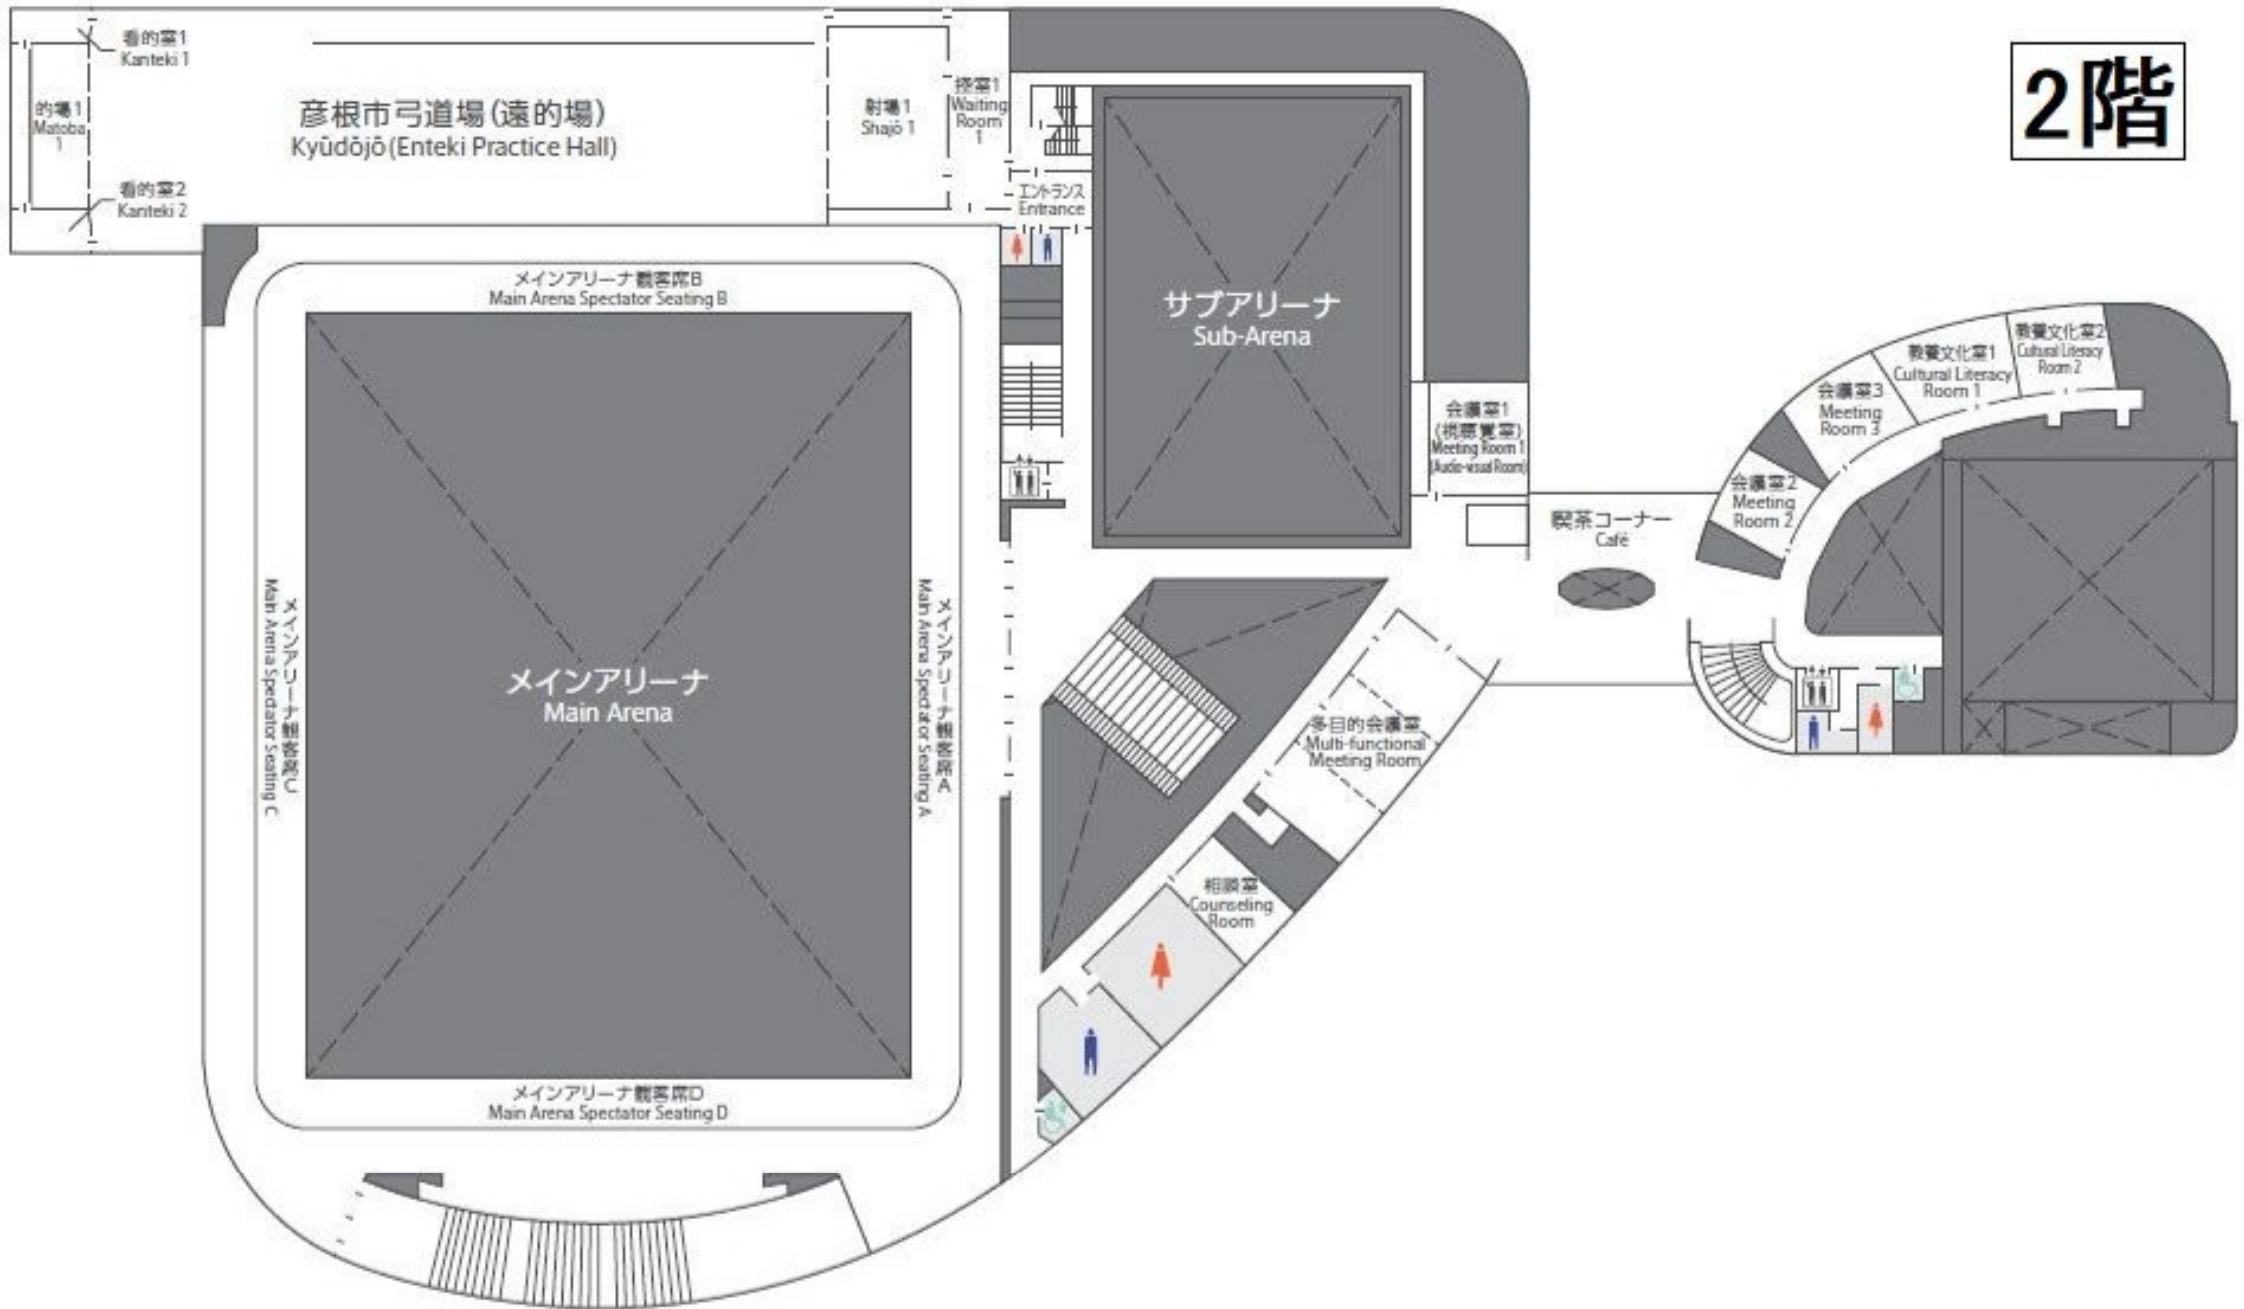 2階
看的室1
Kanteki 1
的場1
Matoba
1
看的室2
Kanteki 2
彦根市弓道場(遠的場)
Kyūdōjō(Enteki Practice Hall)
射場1
Shajō 1
控室1
Waiting
Room
1
エントランス
Entrance
メインアリーナ観客席B
Main Arena Spectator Seating B
サブアリーナ
Sub-Arena
会議室1
(視聴覚室)
Meeting Room 1
(Audio-visual Room)
教養文化室2
Cultural Literacy
Room 2
教養文化室1
Cultural Literacy
Room 1
会議室3
Meeting
Room 3
会議室2
Meeting
Room 2
喫茶コーナー
Café
メインアリーナ観客席C
Main Arena Spectator Seating C
メインアリーナ
Main Arena
メインアリーナ観客席A
Main Arena Spectator Seating A
多目的会議室
Multi-functional
Meeting Room
相談室
Counseling
Room
メインアリーナ観客席D
Main Arena Spectator Seating D